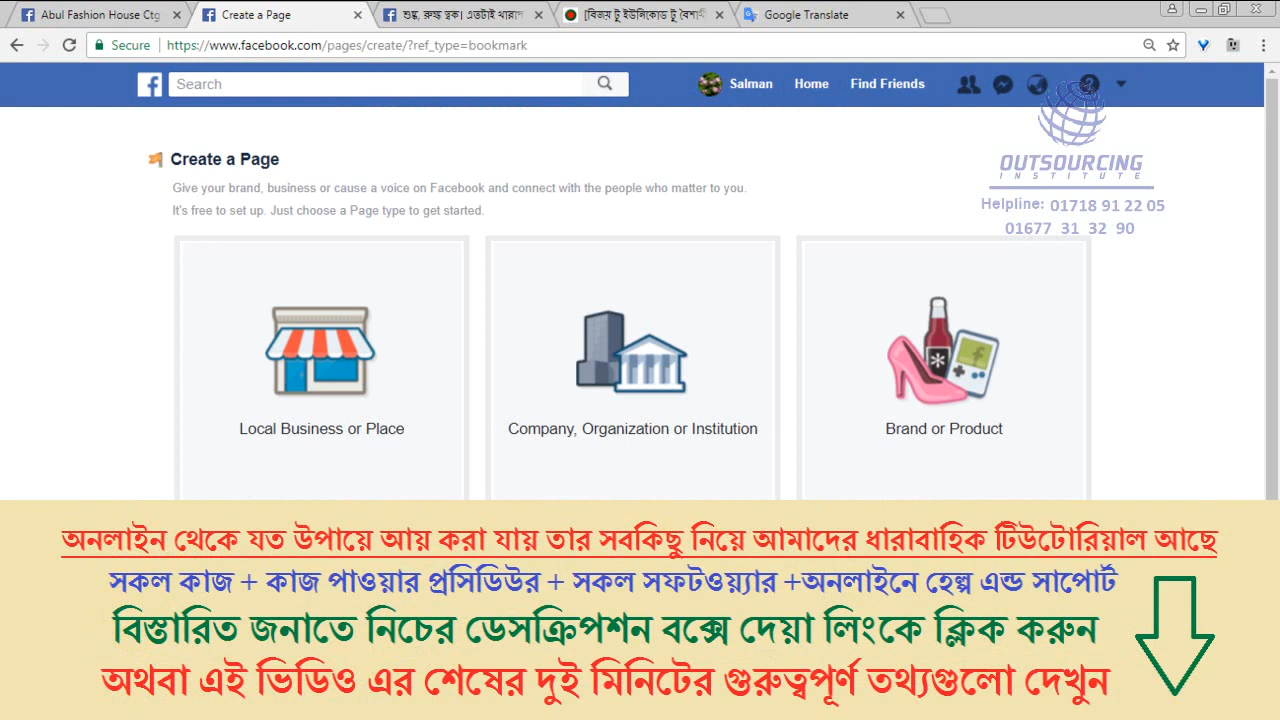 Abul Fashion House Ctg
Create a Page
শুষ্ক, রুক্ষ ত্বক। এতটাই খারাপ
[বিজয় টু ইউনিকোড টু বৈশাখী
Google Translate
Secure
https://www.facebook.com/pages/create/?ref_type=bookmark
Search
Salman
Home
Find Friends
Create a Page
Give your brand, business or cause a voice on Facebook and connect with the people who matter to you.
It's free to set up. Just choose a Page type to get started.
OUTSOURCING
INSTITUTE
Helpline: 01718 91 22 05
01677 31 32 90
Local Business or Place
Company, Organization or Institution
Brand or Product
অনলাইন থেকে যত উপায়ে আয় করা যায় তার সবকিছু নিয়ে আমাদের ধারাবাহিক টিউটোরিয়াল আছে
সকল কাজ + কাজ পাওয়ার প্রসিডিউর + সকল সফটওয়্যার +অনলাইনে হেল্প এন্ড সাপোর্ট
বিস্তারিত জনাতে নিচের ডেসক্রিপশন বক্সে দেয়া লিংকে ক্লিক করুন
অথবা এই ভিডিও এর শেষের দুই মিনিটের গুরুত্বপূর্ণ তথ্যগুলো দেখুন